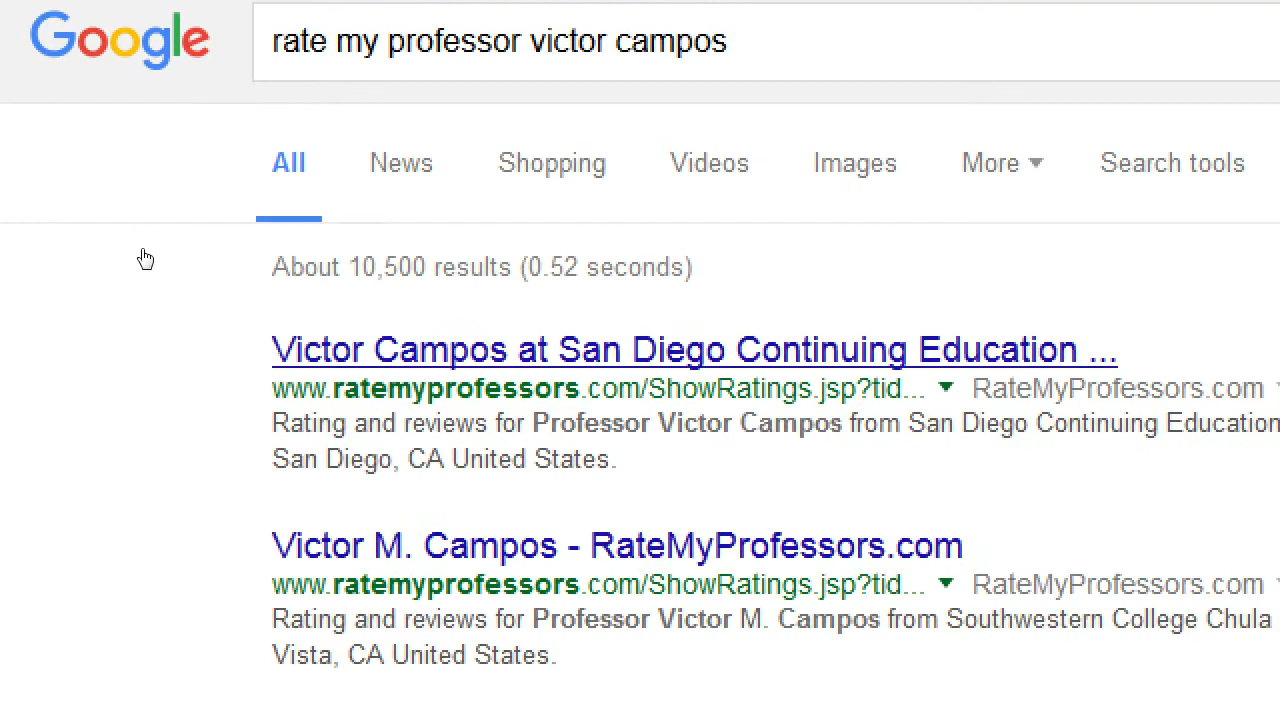 Google
rate my professor victor campos
All News Shopping Videos Images More Search tools
About 10,500 results (0.52 seconds)
Victor Campos at San Diego Continuing Education ...
www.ratemyprofessors.com/ShowRatings.jsp?tid... RateMyProfessors.com
Rating and reviews for Professor Victor Campos from San Diego Continuing Education
San Diego, CA United States.
Victor M. Campos - RateMyProfessors.com
www.ratemyprofessors.com/ShowRatings.jsp?tid... RateMyProfessors.com
Rating and reviews for Professor Victor M. Campos from Southwestern College Chula
Vista, CA United States.